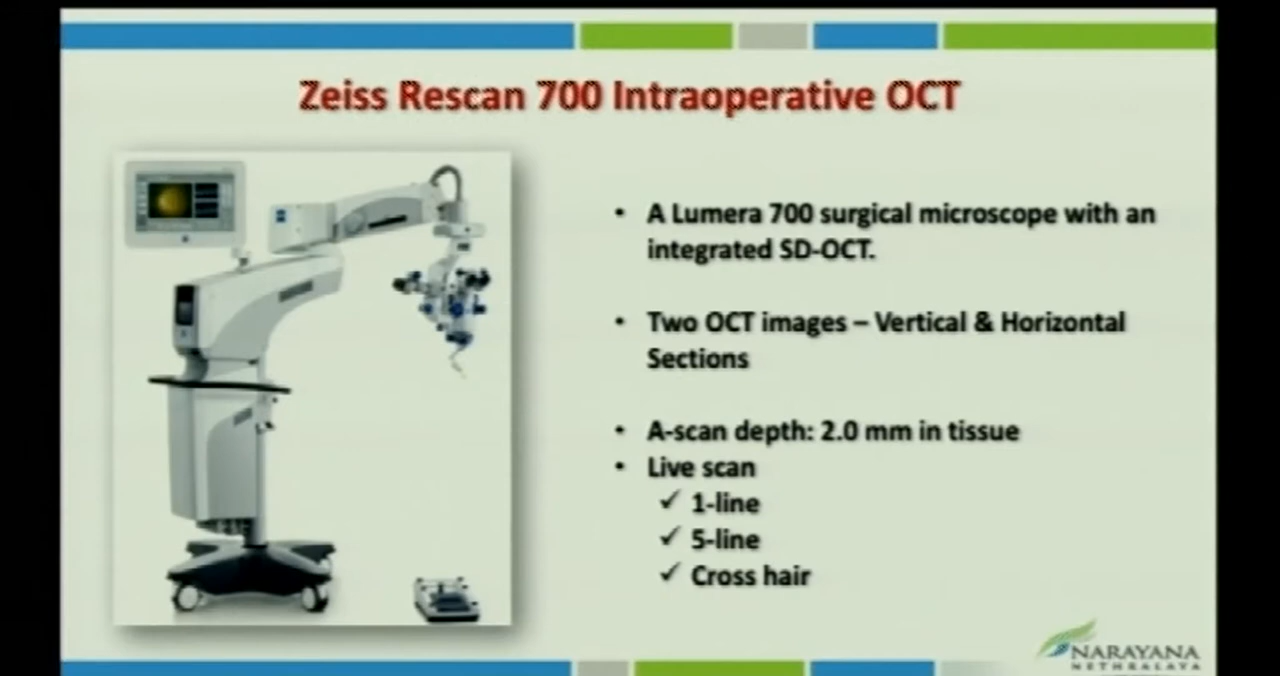 Zeiss Rescan 700 Intraoperative OCT
• A Lumera 700 surgical microscope with an
integrated SD-OCT.
• Two OCT images – Vertical & Horizontal
Sections
• A-scan depth: 2.0 mm in tissue
• Live scan
✓ 1-line
✓ 5-line
✓ Cross hair
NARAYANA
NETHRALAYA